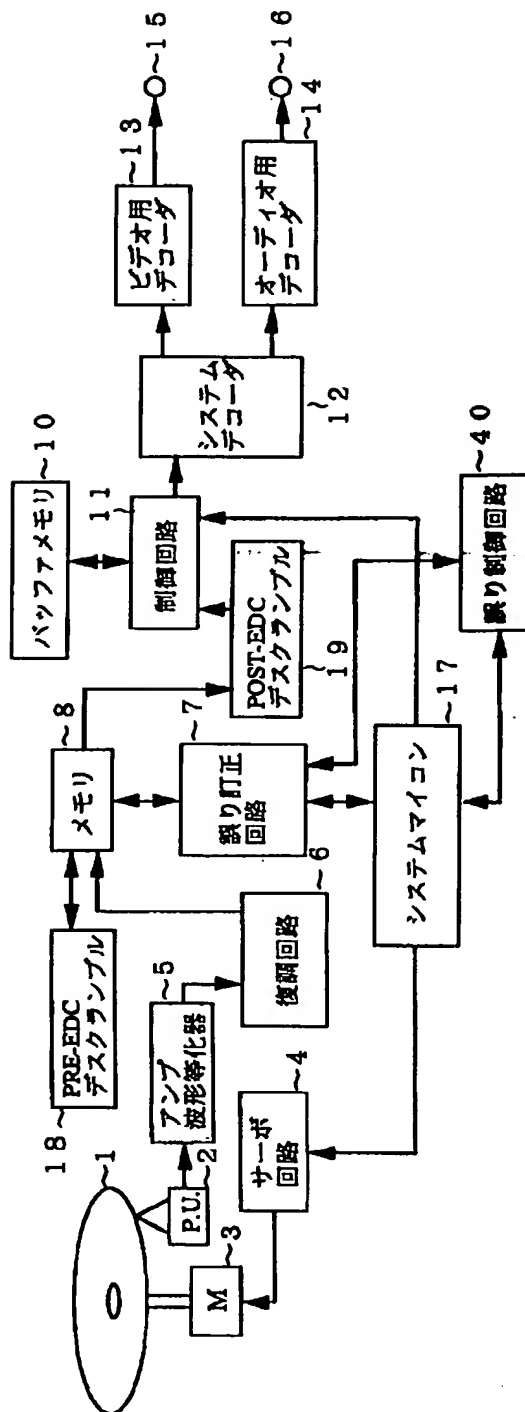 ~15
~16
~13
ビデオ用
デコーダ
オーディオ用
デコーダ
~14
システム
デコーダ
~12
バッファメモリ
~10
11
制御回路
POST-EDC
デスクランブル
19
メモリ
~8
誤り訂正
回路
~7
誤り制御回路
~40
システムマイコン
~17
PRE-EDC
デスクランブル
18
復調回路
~6
アンプ
波形等化器
~5
サーボ
回路
~4
~1
P.U.
~2
M
~3